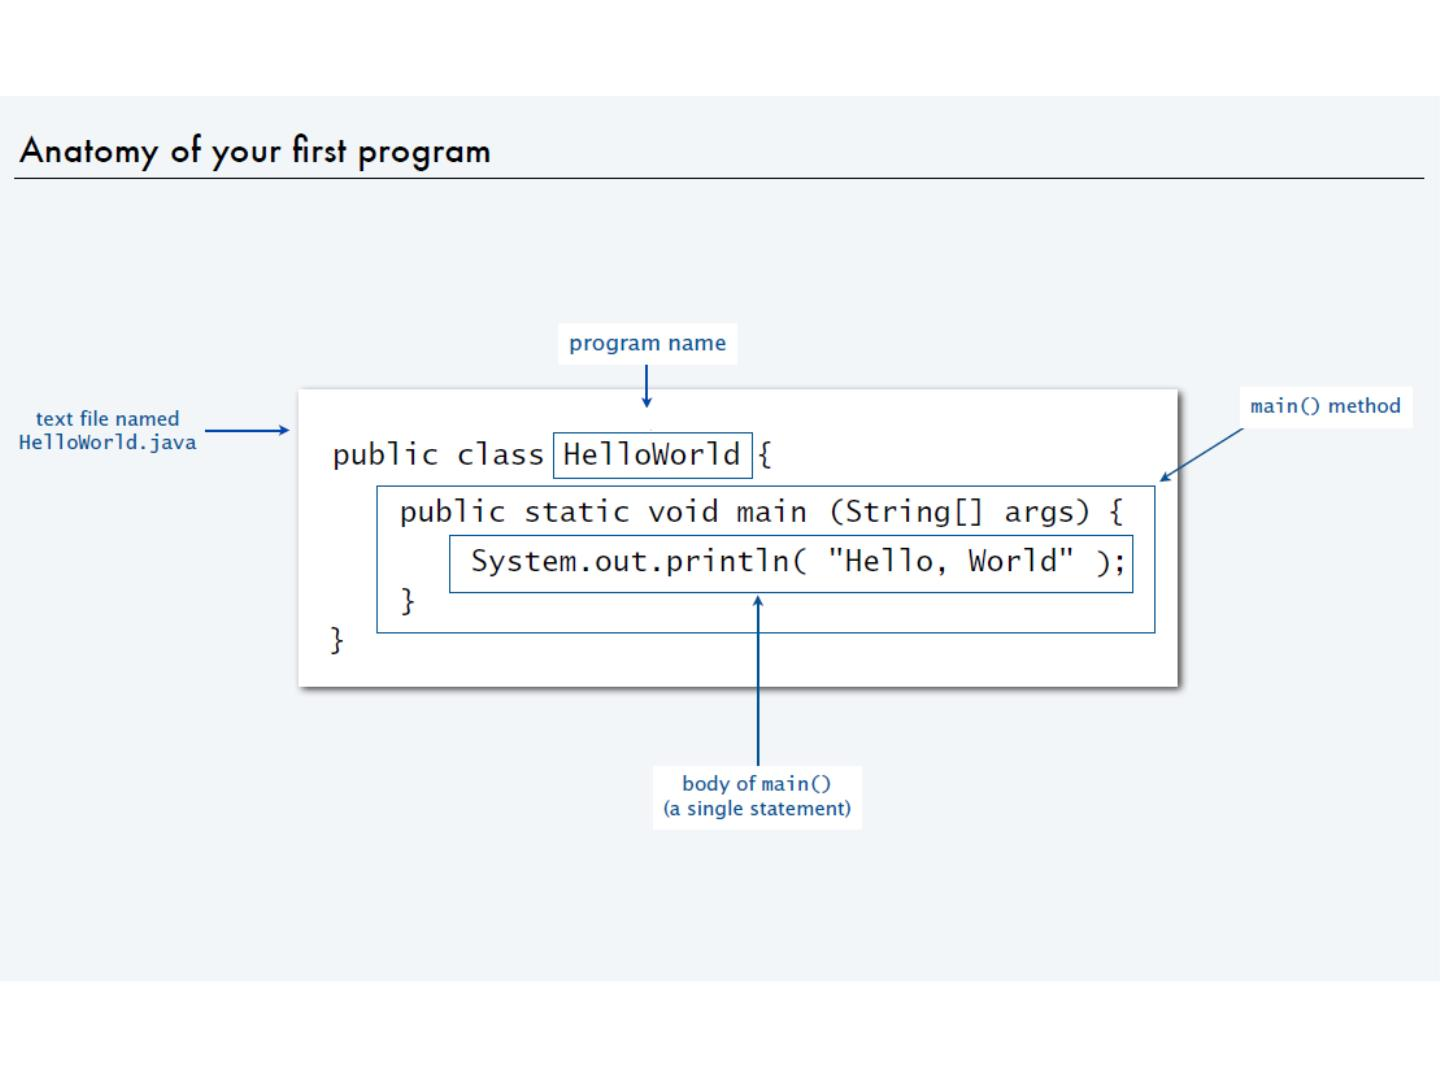 Anatomy of your first program
program name
text file named
HelloWorld.java
main() method
public class HelloWorld {
public static void main (String[] args) {
System.out.println( "Hello, World" );
}
}
body of main()
(a single statement)